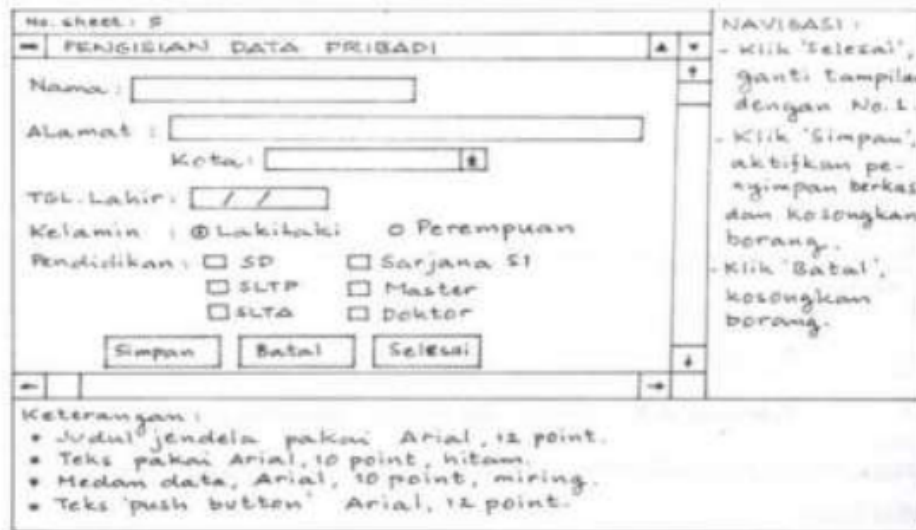 No. sheet: 5
PENGISIAN DATA PRIBADI
Nama:
ALamat :
Kota:
TGL. Lahir: / /
Kelamin : Lakilaki Perempuan
Pendidikan: SD Sarjana S1
SLTP Master
SLTA Doktor
Simpan Batal Selesai
NAVIGASI:
- Klik 'Selesai',
ganti tampilan
dengan No.1.
- Klik 'Simpan',
aktifkan pe-
nyimpan berkas
dan kosongkan
borang.
- Klik 'Batal',
kosongkan
borang.
Keterangan:
• Judul jendela pakai Arial, 12 point.
• Teks pakai Arial, 10 point, hitam.
• Medan data, Arial, 10 point, miring.
• Teks 'push button' Arial, 12 point.